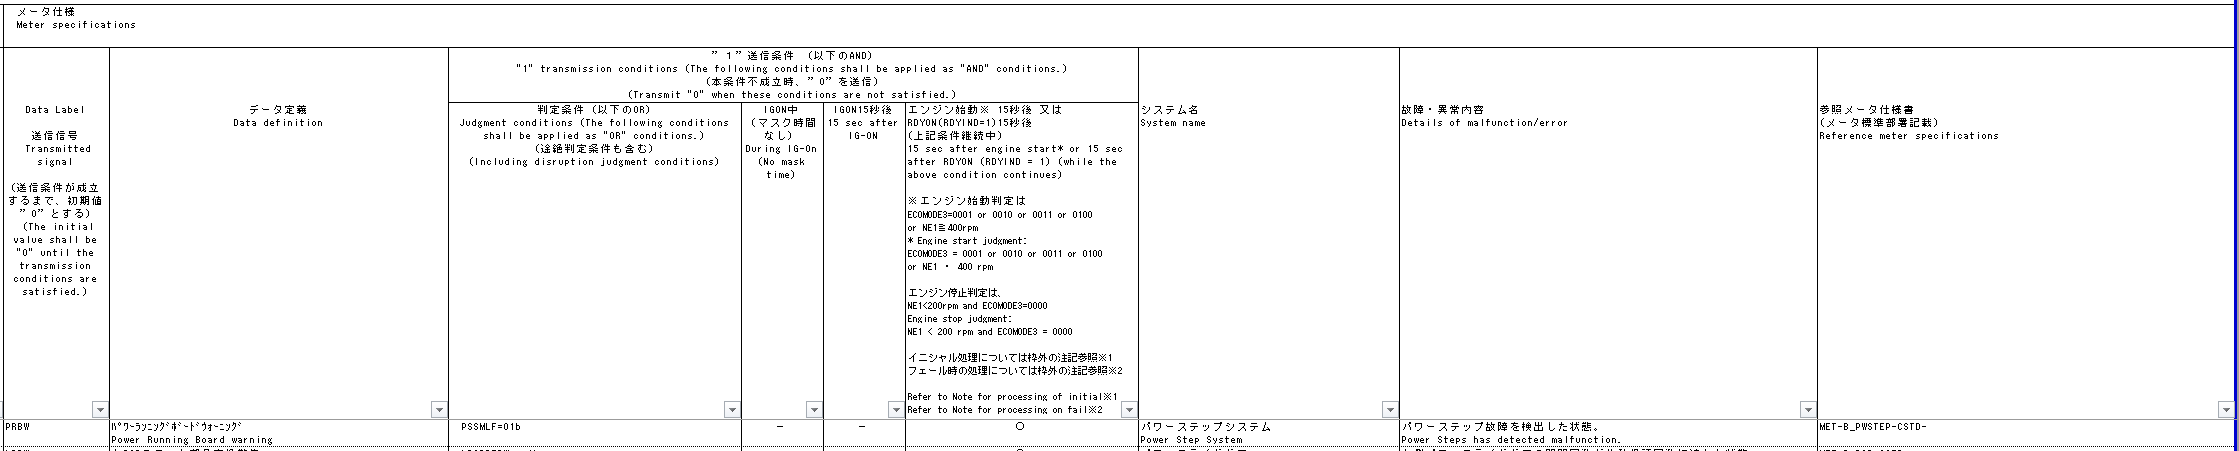 メータ仕様
Meter specifications
Data Label
送信信号
Transmitted
signal
(送信条件が成立
するまで、初期値
"0"とする)
(The initial
value shall be
"0" until the
transmission
conditions are
satisfied.)
データ定義
Data definition
"1"送信条件 (以下のAND)
"1" transmission conditions (The following conditions shall be applied as "AND" conditions.)
(本条件不成立時、"0"を送信)
(Transmit "0" when these conditions are not satisfied.)
判定条件 (以下のOR)
Judgment conditions (The following conditions
shall be applied as "OR" conditions.)
(途絶判定条件も含む)
(Including disruption judgment conditions)
IGON中
(マスク時間
なし)
During IG-On
(No mask
time)
IGON15秒後
15 sec after
IG-ON
エンジン始動※ 15秒後 又は
RDYON(RDYIND=1)15秒後
(上記条件継続中)
15 sec after engine start* or 15 sec
after RDYON (RDYIND = 1) (while the
above condition continues)
※エンジン始動判定は
ECOMODE3=0001 or 0010 or 0011 or 0100
or NE1≧400rpm
* Engine start judgment:
ECOMODE3 = 0001 or 0010 or 0011 or 0100
or NE1 ・ 400 rpm
エンジン停止判定は、
NE1<200rpm and ECOMODE3=0000
Engine stop judgment:
NE1 < 200 rpm and ECOMODE3 = 0000
イニシャル処理については枠外の注記参照※1
フェール時の処理については枠外の注記参照※2
Refer to Note for processing of initial※1
Refer to Note for processing on fail※2
システム名
System name
故障・異常内容
Details of malfunction/error
参照メータ仕様書
(メータ標準部署記載)
Reference meter specifications
PRBW
ﾊﾟﾜｰﾗﾝﾆﾝｸﾞﾎﾞｰﾄﾞｳｫｰﾆﾝｸﾞ
Power Running Board warning
PSSMLF=01b
－
－
○
パワーステップシステム
Power Step System
パワーステップ故障を検出した状態。
Power Steps has detected malfunction.
MET-B_PWSTEP-CSTD-